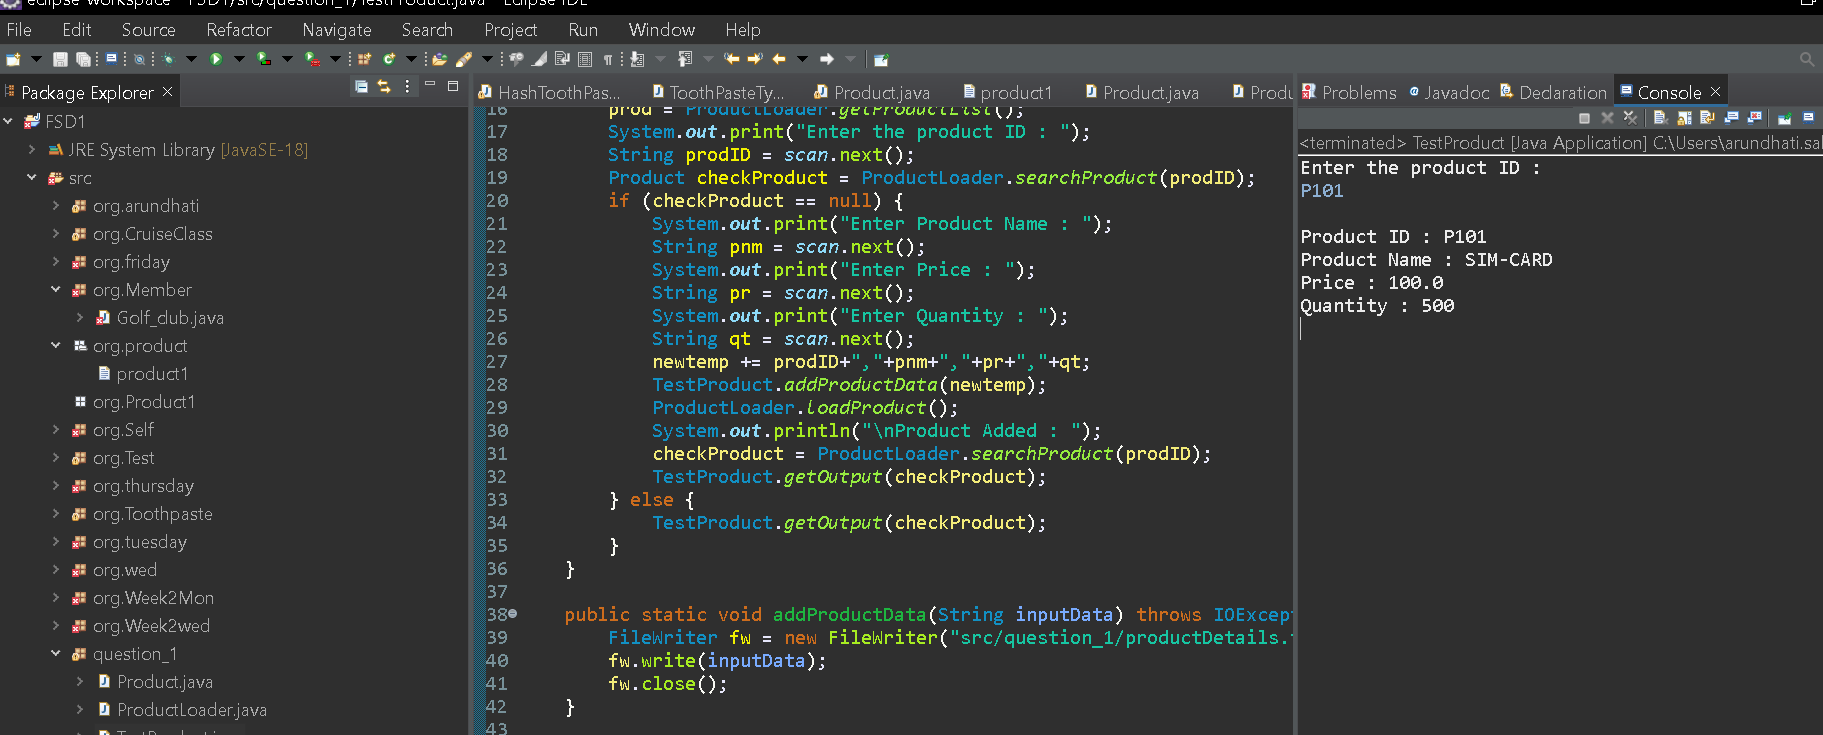 eclipse-workspace - FSD1/src/question_1/TestProduct.java - Eclipse IDE
File Edit Source Refactor Navigate Search Project Run Window Help
Package Explorer
FSD1
JRE System Library [JavaSE-18]
src
org.arundhati
org.CruiseClass
org.friday
org.Member
Golf_club.java
org.product
product1
org.Product1
org.Self
org.Test
org.thursday
org.Toothpaste
org.tuesday
org.wed
org.Week2Mon
org.Week2wed
question_1
Product.java
ProductLoader.java
HashToothPas... ToothPasteTy... Product.java product1 Product.java Produ
16 prod = ProductLoader.getProductList();
17 System.out.print("Enter the product ID : ");
18 String prodID = scan.next();
19 Product checkProduct = ProductLoader.searchProduct(prodID);
20 if (checkProduct == null) {
21 System.out.print("Enter Product Name : ");
22 String pnm = scan.next();
23 System.out.print("Enter Price : ");
24 String pr = scan.next();
25 System.out.print("Enter Quantity : ");
26 String qt = scan.next();
27 newtemp += prodID+","+pnm+","+pr+","+qt;
28 TestProduct.addProductData(newtemp);
29 ProductLoader.loadProduct();
30 System.out.println("\nProduct Added : ");
31 checkProduct = ProductLoader.searchProduct(prodID);
32 TestProduct.getOutput(checkProduct);
33 } else {
34 TestProduct.getOutput(checkProduct);
35 }
36 }
37
38 public static void addProductData(String inputData) throws IOExcept
39 FileWriter fw = new FileWriter("src/question_1/productDetails.
40 fw.write(inputData);
41 fw.close();
42 }
43
Problems Javadoc Declaration Console
<terminated> TestProduct [Java Application] C:\Users\arundhati.sa
Enter the product ID :
P101
Product ID : P101
Product Name : SIM-CARD
Price : 100.0
Quantity : 500